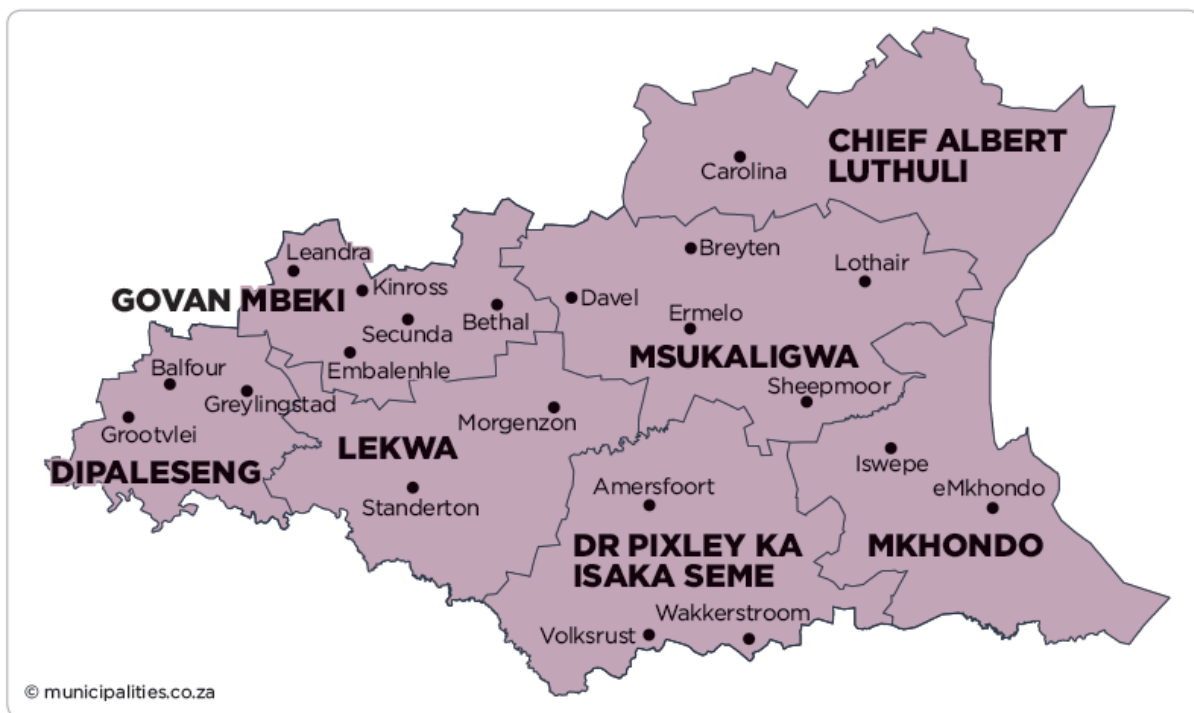 CHIEF ALBERT
LUTHULI
Carolina
Breyten
Lothair
Leandra
Kinross
GOVAN MBEKI
Davel
Secunda
Bethal
Ermelo
Embalenhle
MSUKALIGWA
Balfour
Sheepmoor
Greylingstad
Morgenzon
Grootvlei
LEKWA
DIPALESENG
Iswepe
eMkhondo
Amersfoort
Standerton
DR PIXLEY KA
ISAKA SEME
MKHONDO
Wakkerstroom
Volksrust
© municipalities.co.za